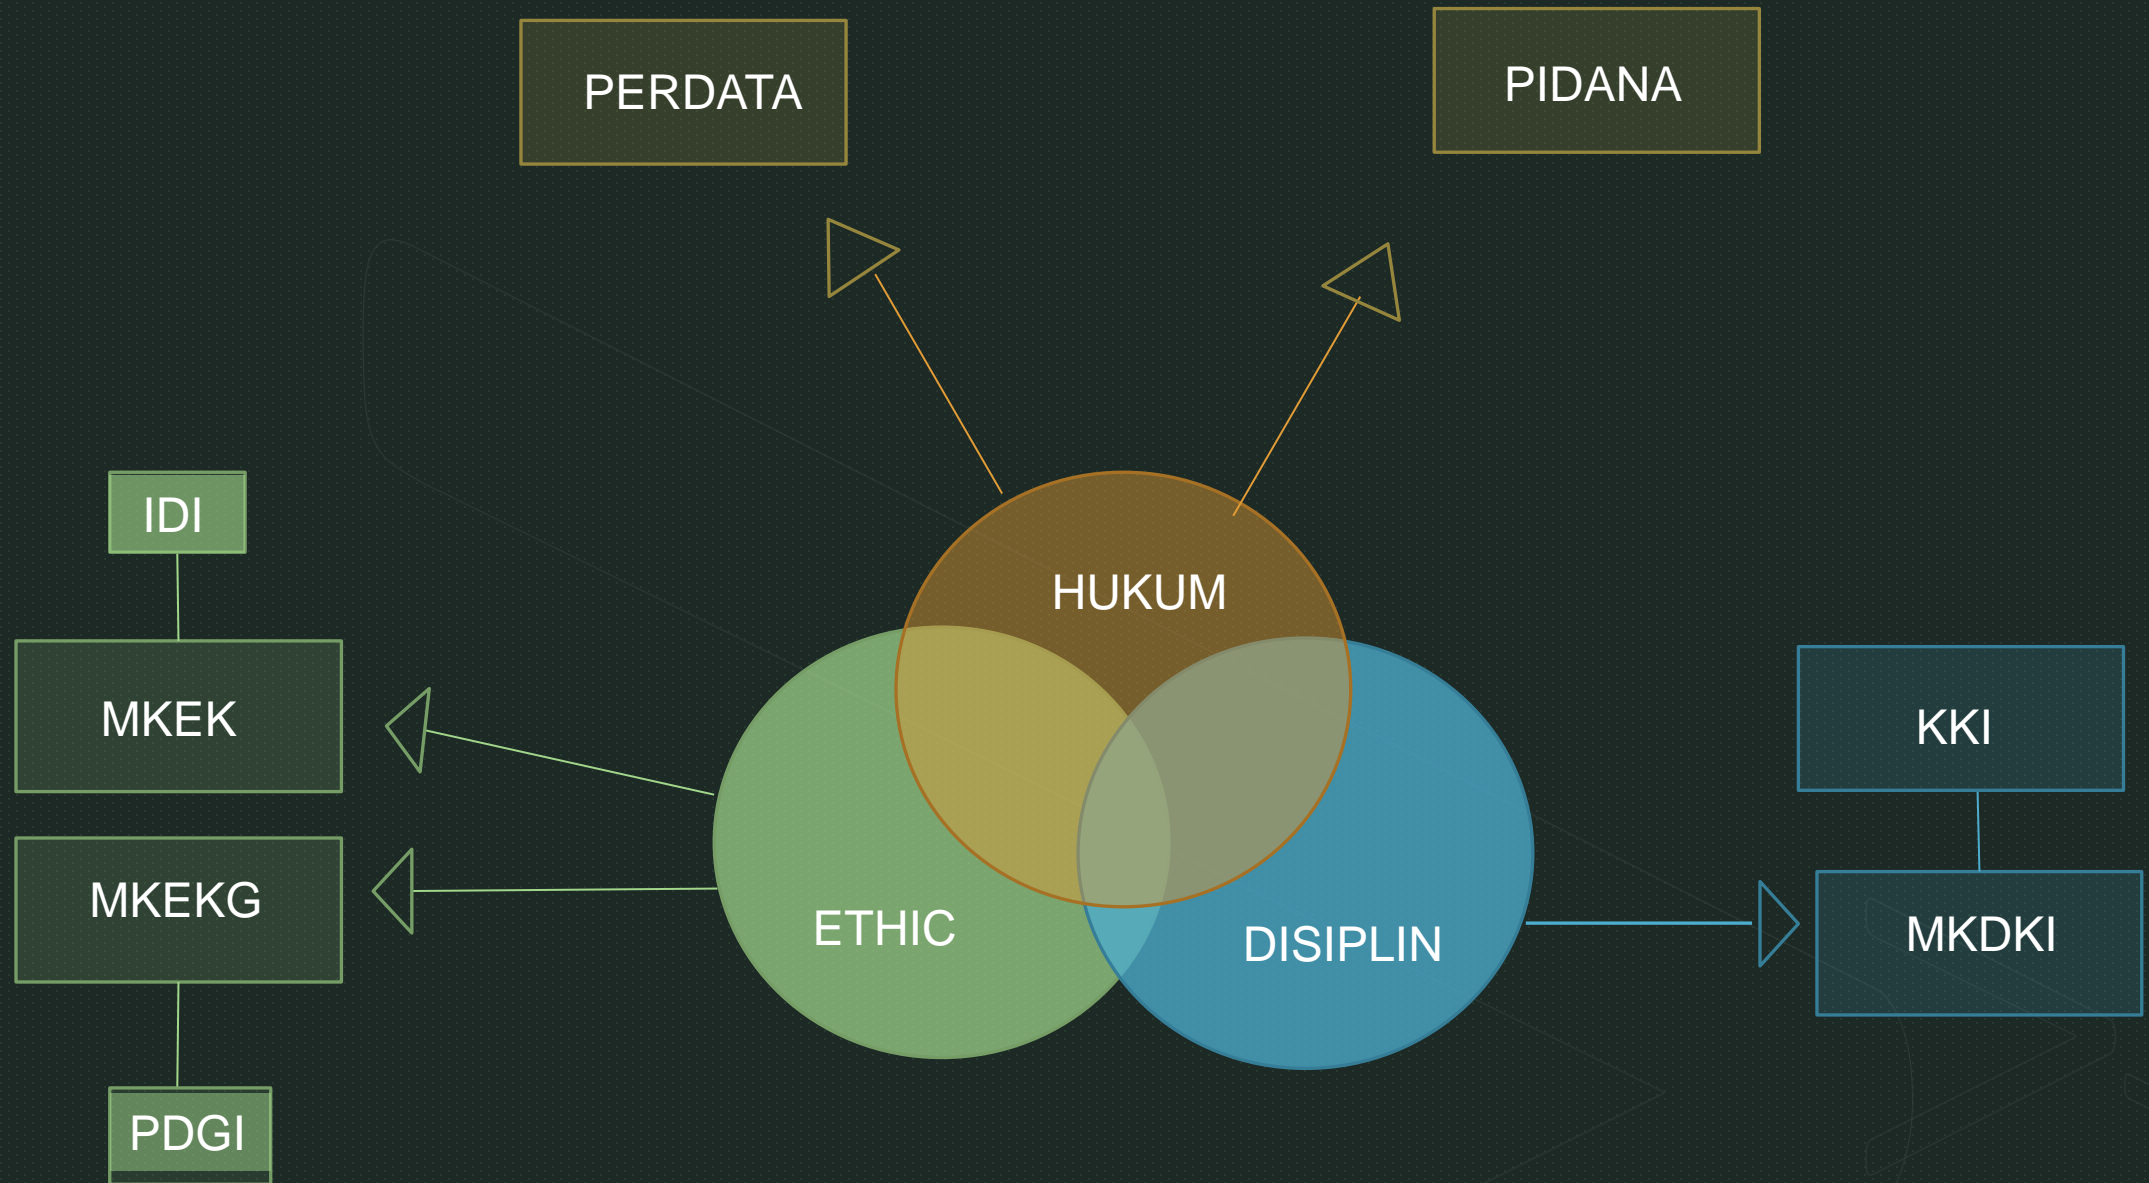 PERDATA
PIDANA
IDI
HUKUM
MKEK
KKI
MKEKG
ETHIC
DISIPLIN
MKDKI
PDGI